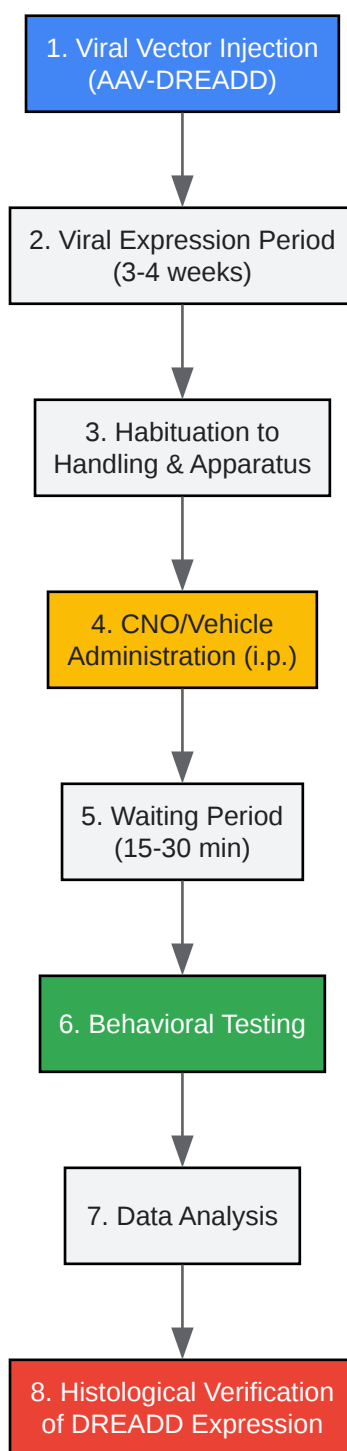 1. Viral Vector Injection
(AAV-DREADD)
2. Viral Expression Period
(3-4 weeks)
3. Habituation to
Handling & Apparatus
4. CNO/Vehicle
Administration (i.p.)
5. Waiting Period
(15-30 min)
6. Behavioral Testing
7. Data Analysis
8. Histological Verification
of DREADD Expression